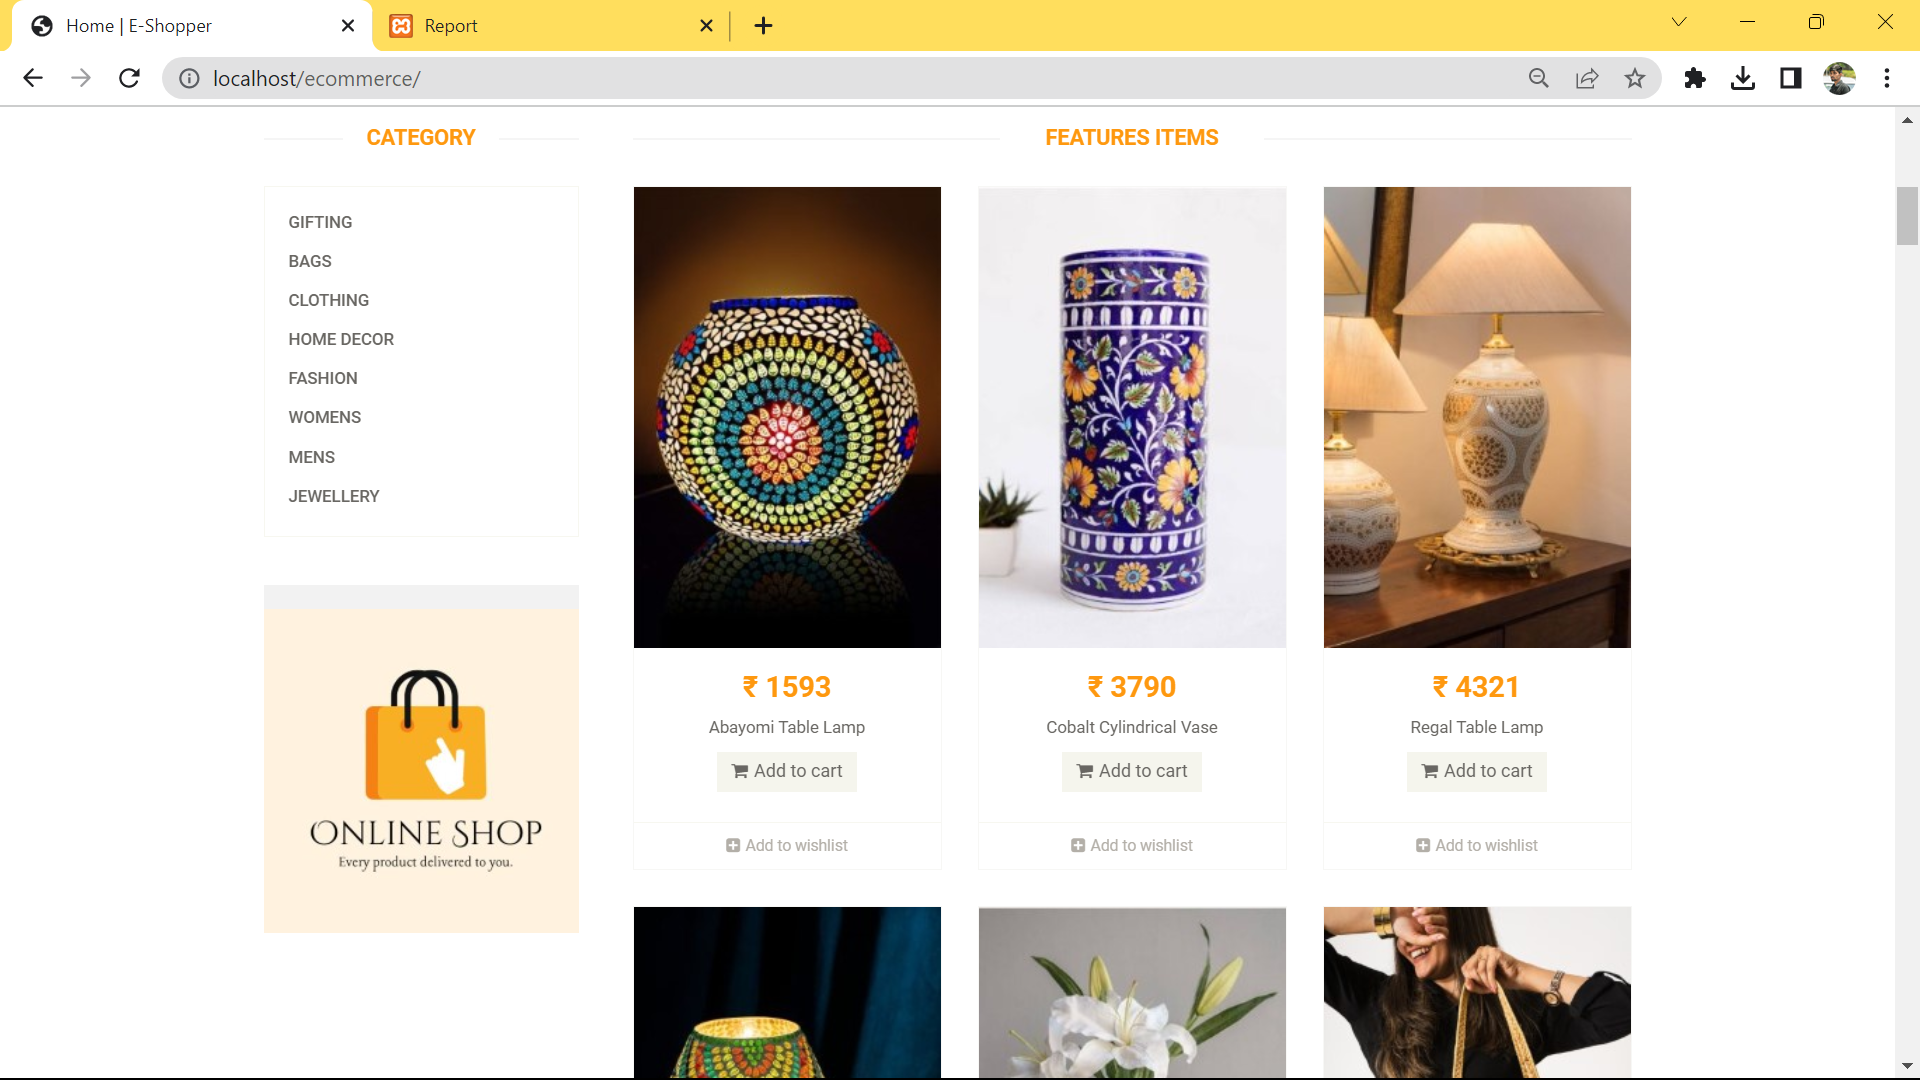 Home | E-Shopper
Report
localhost/ecommerce/
CATEGORY
GIFTING
BAGS
CLOTHING
HOME DECOR
FASHION
WOMENS
MENS
JEWELLERY
ONLINE SHOP
Every product delivered to you.
FEATURES ITEMS
₹ 1593
Abayomi Table Lamp
Add to cart
Add to wishlist
₹ 3790
Cobalt Cylindrical Vase
Add to cart
Add to wishlist
₹ 4321
Regal Table Lamp
Add to cart
Add to wishlist